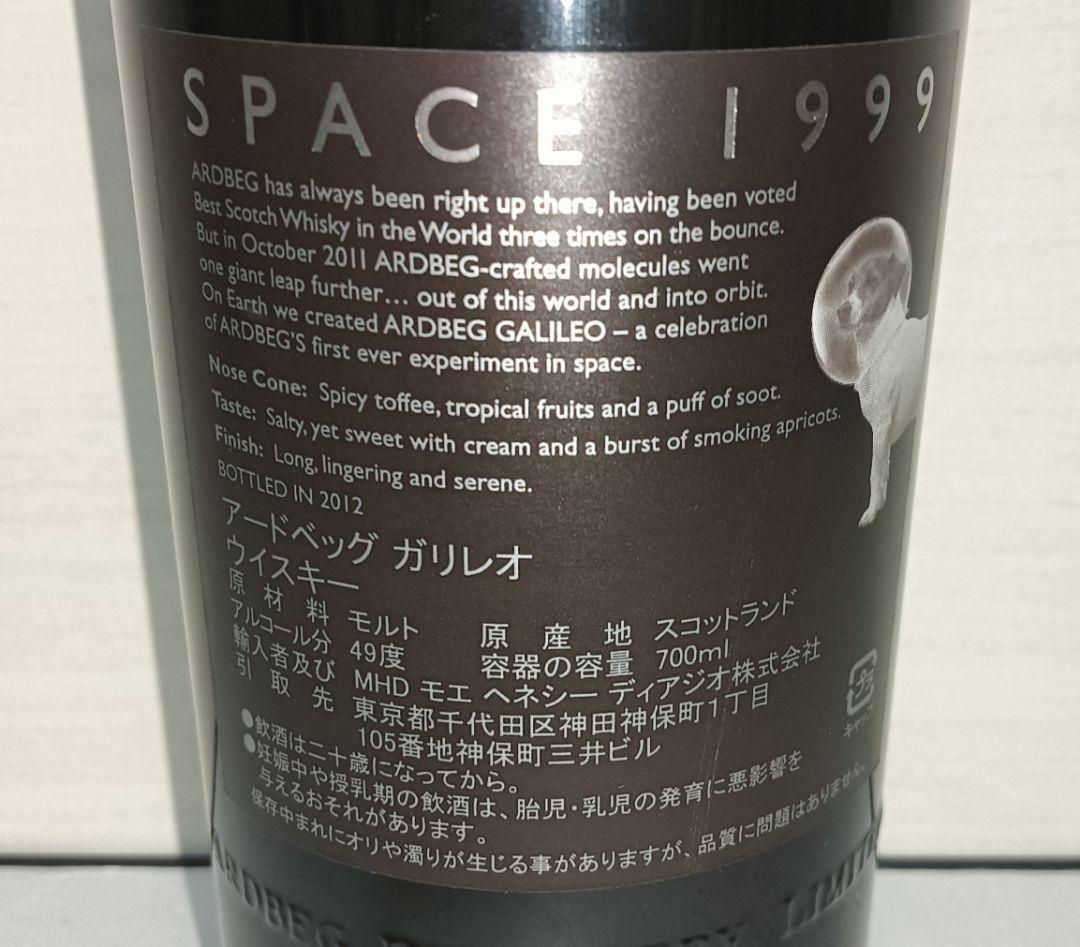 SPACE 1999
ARDBEG has always been right up there, having been voted
Best Scotch Whisky in the World three times on the bounce.
But in October 2011 ARDBEG-crafted molecules went
one giant leap further... out of this world and into orbit.
On Earth we created ARDBEG GALILEO – a celebration
of ARDBEG'S first ever experiment in space.
Nose Cone: Spicy toffee, tropical fruits and a puff of soot.
Taste: Salty, yet sweet with cream and a burst of smoking apricots.
Finish: Long, lingering and serene.
BOTTLED IN 2012
アードベッグ ガリレオ
ウイスキー
原材料 モルト 原産地 スコットランド
アルコール分 49度 容器の容量 700ml
輸入者及び MHD モエ ヘネシー ディアジオ株式会社
引取先 東京都千代田区神田神保町1丁目
105番地神保町三井ビル
キャップ
●飲酒は二十歳になってから。
●妊娠中や授乳期の飲酒は、胎児・乳児の発育に悪影響を
与えるおそれがあります。
保存中まれにオリや濁りが生じる事がありますが、品質に問題はありません。
ARDBEG